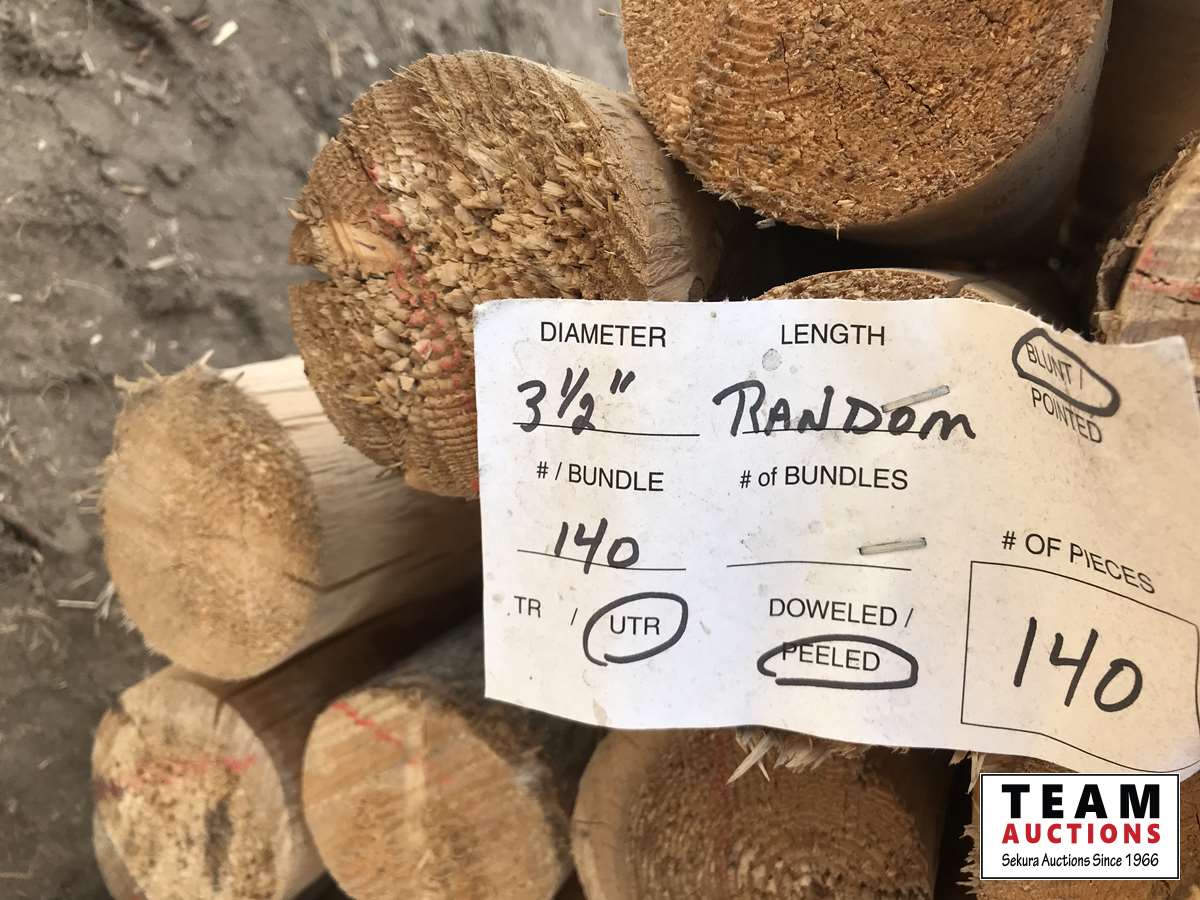 DIAMETER LENGTH BLUNT /
POINTED
3 1/2" RANDOM
# / BUNDLE # of BUNDLES
140
# OF PIECES
140
TR / UTR DOWELED /
PEELED
TEAM
AUCTIONS
Sekura Auctions Since 1966